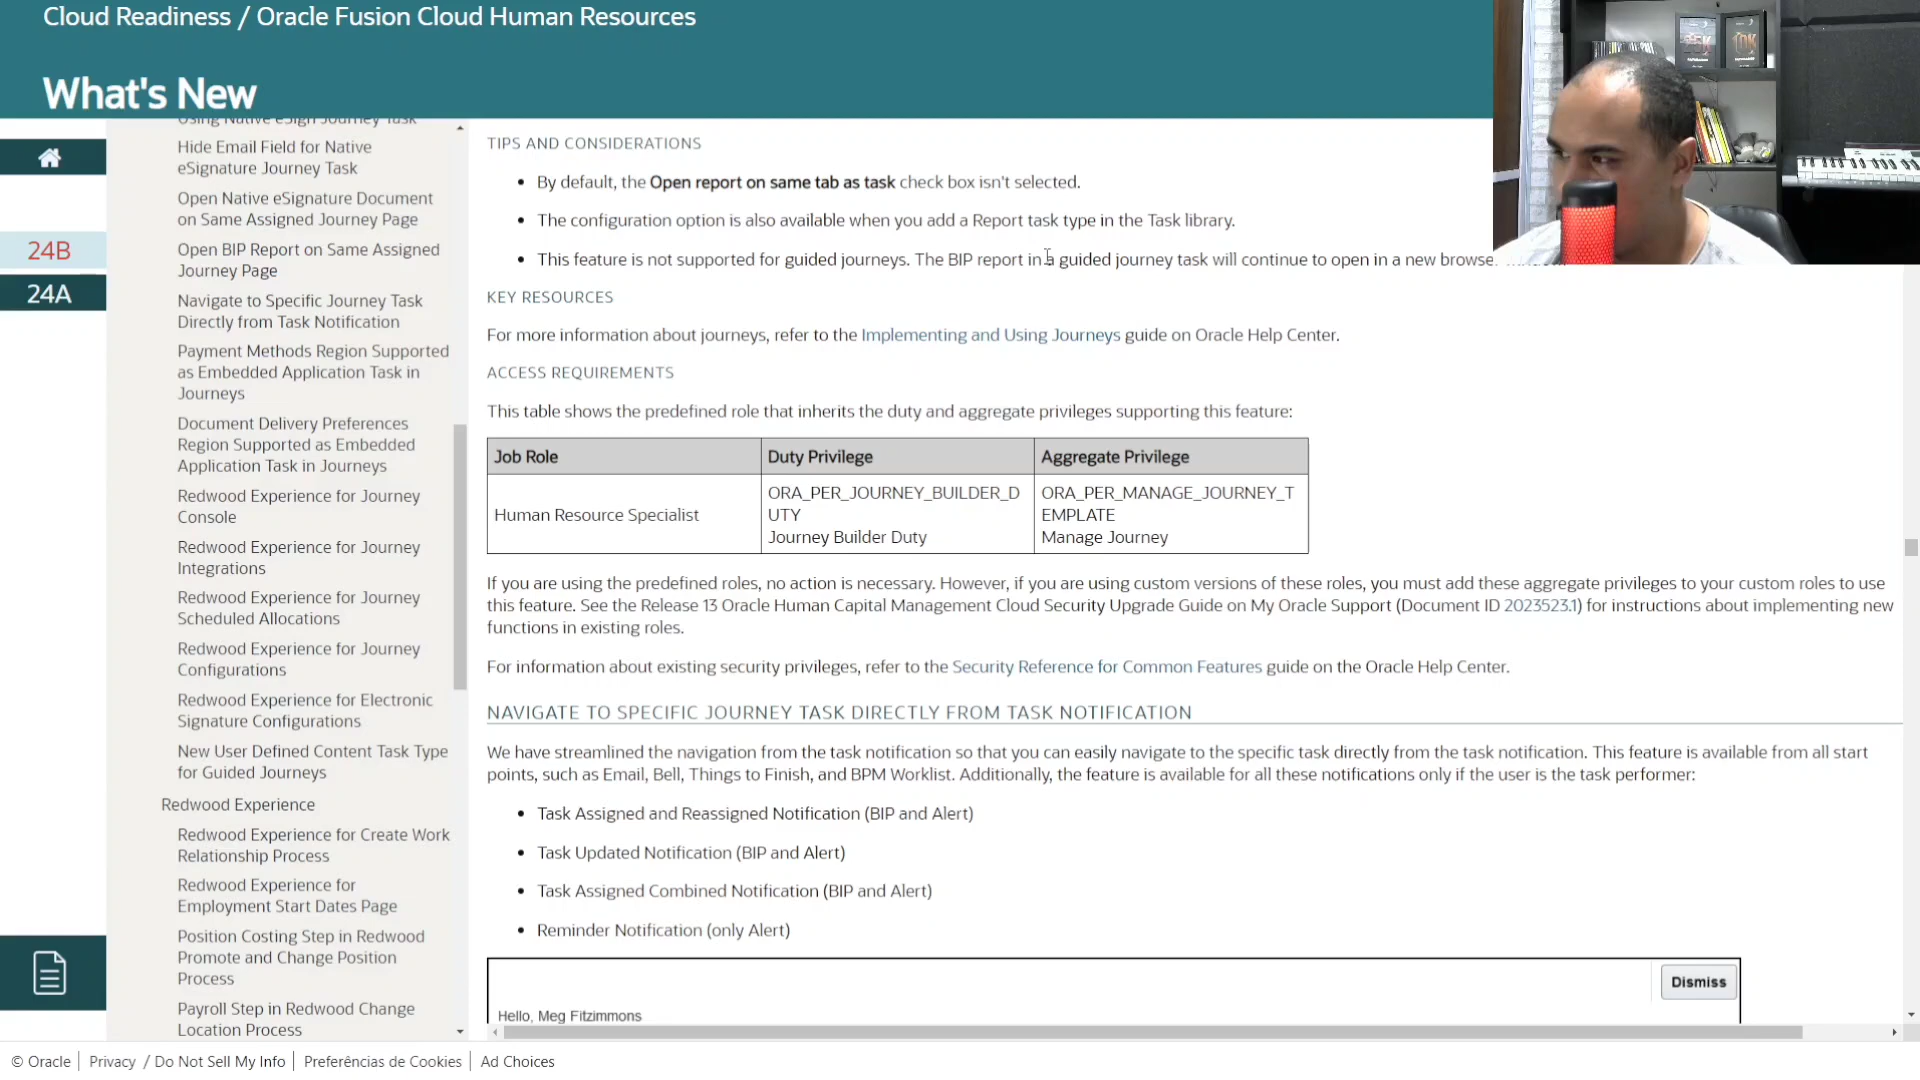 Cloud Readiness / Oracle Fusion Cloud Human Resources
What's New
24B
24A
Using Native eSign Journey Task
Hide Email Field for Native
eSignature Journey Task
Open Native eSignature Document
on Same Assigned Journey Page
Open BIP Report on Same Assigned
Journey Page
Navigate to Specific Journey Task
Directly from Task Notification
Payment Methods Region Supported
as Embedded Application Task in
Journeys
Document Delivery Preferences
Region Supported as Embedded
Application Task in Journeys
Redwood Experience for Journey
Console
Redwood Experience for Journey
Integrations
Redwood Experience for Journey
Scheduled Allocations
Redwood Experience for Journey
Configurations
Redwood Experience for Electronic
Signature Configurations
New User Defined Content Task Type
for Guided Journeys
Redwood Experience
Redwood Experience for Create Work
Relationship Process
Redwood Experience for
Employment Start Dates Page
Position Costing Step in Redwood
Promote and Change Position
Process
Payroll Step in Redwood Change
Location Process
TIPS AND CONSIDERATIONS
• By default, the Open report on same tab as task check box isn't selected.
• The configuration option is also available when you add a Report task type in the Task library.
• This feature is not supported for guided journeys. The BIP report in a guided journey task will continue to open in a new browse
KEY RESOURCES
For more information about journeys, refer to the Implementing and Using Journeys guide on Oracle Help Center.
ACCESS REQUIREMENTS
This table shows the predefined role that inherits the duty and aggregate privileges supporting this feature:
Job Role Duty Privilege Aggregate Privilege
Human Resource Specialist
ORA_PER_JOURNEY_BUILDER_D
UTY
Journey Builder Duty
ORA_PER_MANAGE_JOURNEY_T
EMPLATE
Manage Journey
If you are using the predefined roles, no action is necessary. However, if you are using custom versions of these roles, you must add these aggregate privileges to your custom roles to use
this feature. See the Release 13 Oracle Human Capital Management Cloud Security Upgrade Guide on My Oracle Support (Document ID 2023523.1) for instructions about implementing new
functions in existing roles.
For information about existing security privileges, refer to the Security Reference for Common Features guide on the Oracle Help Center.
NAVIGATE TO SPECIFIC JOURNEY TASK DIRECTLY FROM TASK NOTIFICATION
We have streamlined the navigation from the task notification so that you can easily navigate to the specific task directly from the task notification. This feature is available from all start
points, such as Email, Bell, Things to Finish, and BPM Worklist. Additionally, the feature is available for all these notifications only if the user is the task performer:
• Task Assigned and Reassigned Notification (BIP and Alert)
• Task Updated Notification (BIP and Alert)
• Task Assigned Combined Notification (BIP and Alert)
• Reminder Notification (only Alert)
Dismiss
Hello, Meg Fitzimmons
© Oracle | Privacy / Do Not Sell My Info | Preferências de Cookies | Ad Choices
25K
10K